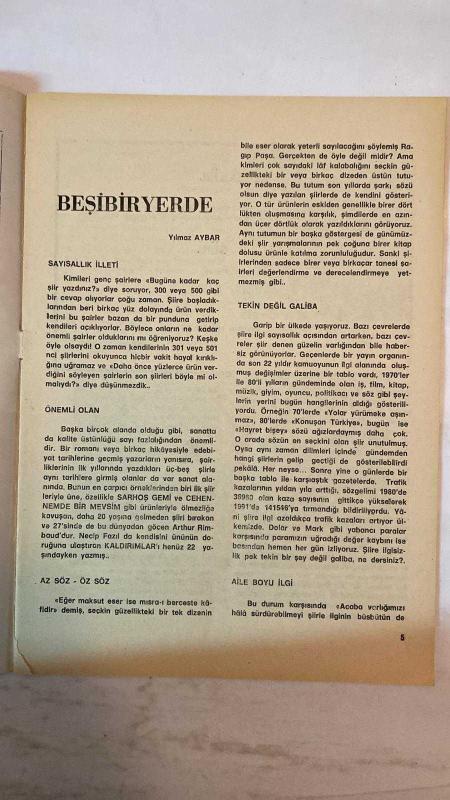 BEŞİBİRYERDE
Yılmaz AYBAR
SAYISALLIK İLLETİ
Kimileri genç şairlere «Bugüne kadar kaç
şiir yazdınız?» diye soruyor, 300 veya 500 gibi
bir cevap alıyorlar çoğu zaman. Şiire başladık-
larından beri birkaç yüz dolayında ürün verdik-
lerini bu şairler bazan da bir punduna getirip
kendileri açıklıyorlar. Böylece onların ne kadar
önemli şairler olduklarını mı öğreniyoruz? Keşke
öyle olsaydı! O zaman kendilerinin 301 veya 501
nci şiirlerini okuyunca hiçbir vakit hayal kırıklı-
ğına uğramaz ve «Daha önce yüzlerce ürün ver-
diğini söyleyen şairlerin son şiirleri böyle mi ol-
malıydı?» diye düşünmezdik..
ÖNEMLİ OLAN
Başka birçok alanda olduğu gibi, sanatta
da kalite üstünlüğü sayı fazlalığından önemli-
dir. Bir romanı veya birkaç hikâyesiyle edebi-
yat tarihlerine geçmiş yazarların yanısıra, şair-
liklerinin ilk yıllarında yazdıkları üç-beş şiirle
aynı tarihlere girmiş olanlar da var sanat ala-
nında. Bunun en çarpıcı örneklerinden biri ilk şiir
leriyle üne, özellikle SARHOŞ GEMİ ve CEHEN-
NEMDE BİR MEVSİM gibi ürünleriyle ölmezliğe
kavuşan, daha 20 yaşına gelmeden şiiri bırakan
ve 27'sinde de bu dünyadan göçen Arthur Rim-
baud'dur. Necip Fazıl da kendisini ününün do-
ruğuna ulaştıran KALDIRIMLAR'ı henüz 22 ya-
şındayken yazmış..
AZ SÖZ - ÖZ SÖZ
«Eğer maksut eser ise mısra-ı berceste kâ-
fidir» demiş, seçkin güzellikteki bir tek dizenin
bile eser olarak yeterli sayılacağını söylemiş Ra-
gıp Paşa. Gerçekten de öyle değil midir? Ama
kimleri çok sayıdaki lâf kalabalığını seçkin gü-
zellikteki bir veya birkaç dizeden üstün tutu-
yor nedense. Bu tutum son yıllarda şarkı sözü
olsun diye yazılan şiirlerde de kendini gösteri-
yor. O tür ürünlerin eskiden genellikle birer dört
lükten oluşmasına karşılık, şimdilerde en azın-
dan üçer dörtlük olarak yazıldıklarını görüyoruz.
Aynı tutumun bir başka göstergesi de günümüz-
deki şiir yarışmalarının pek çoğuna birer kitap
dolusu ürünle katılma zorunluluğudur. Sanki şi-
irlerinden sadece birer veya birkaçar tanesi şa-
irleri değerlendirme ve derecelendirmeye yet-
mezmiş gibi..
TEKİN DEĞİL GALİBA
Garip bir ülkede yaşıyoruz. Bazı çevrelerde
şiire ilgi sayısallık açısından artarken, bazı çev-
reler şiir denen güzelin varlığından bile haber-
siz görünüyorlar. Geçenlerde bir yayın organın-
da son 22 yıldır kamuoyunun ilgi alanında oluş-
muş değişimler üzerine bir tablo vardı, 1970'ler
ile 80'li yılların gündeminde olan iş, film, kitap,
müzik, giyim, oyuncu, politikacı ve söz gibi şey-
lerin yerini bugün hangilerinin aldığı gösterili-
yordu. Örneğin 70'lerde «Yolar yürümeke aşın-
maz», 80'lerde «Konuşan Türkiye», bugün ise
«Hayret bişey» sözü ağızlardaymış daha çok.
O arada sözün en seçkini olan şiir unutulmuş.
Oysa aynı zaman dilimleri içinde gündemden
hangi şiirlerin gelip geçtiği de gösterilebilirdi
pekâlâ. Her neyse... Sonra yine o günlerde bir
başka tablo ile karşılaştık gazetelerde. Trafik
kazalarının yıldan yıla arttığı, sözgelimi 1980'de
olan kaza sayısının gittikçe yükselerek
1991'de 141546'ya tırmandığı bildiriliyordu. Yâ-
ni şiire ilgi azaldıkça trafik kazaları artıyor ül-
kemizde. Dolar ve Mark gibi yabancı paralar
karşısında paramızın uğradığı değer kaybını ise
basından hemen her gün izliyoruz. Şiire ilgisiz-
lik pek tekin bir şey değil galiba, ne dersiniz?.
AİLE BOYU İLGİ
Bu durum karşısında «Acaba varlığımızı
hâlâ sürdürebilmeyi şiirle ilginin büsbütün de
5